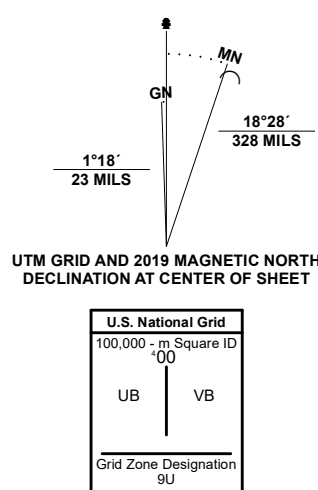 MN
GN
18°28´
328 MILS
1°18´
23 MILS
UTM GRID AND 2019 MAGNETIC NORTH
DECLINATION AT CENTER OF SHEET
U.S. National Grid
100,000 - m Square ID
⁴00
UB VB
Grid Zone Designation
9U